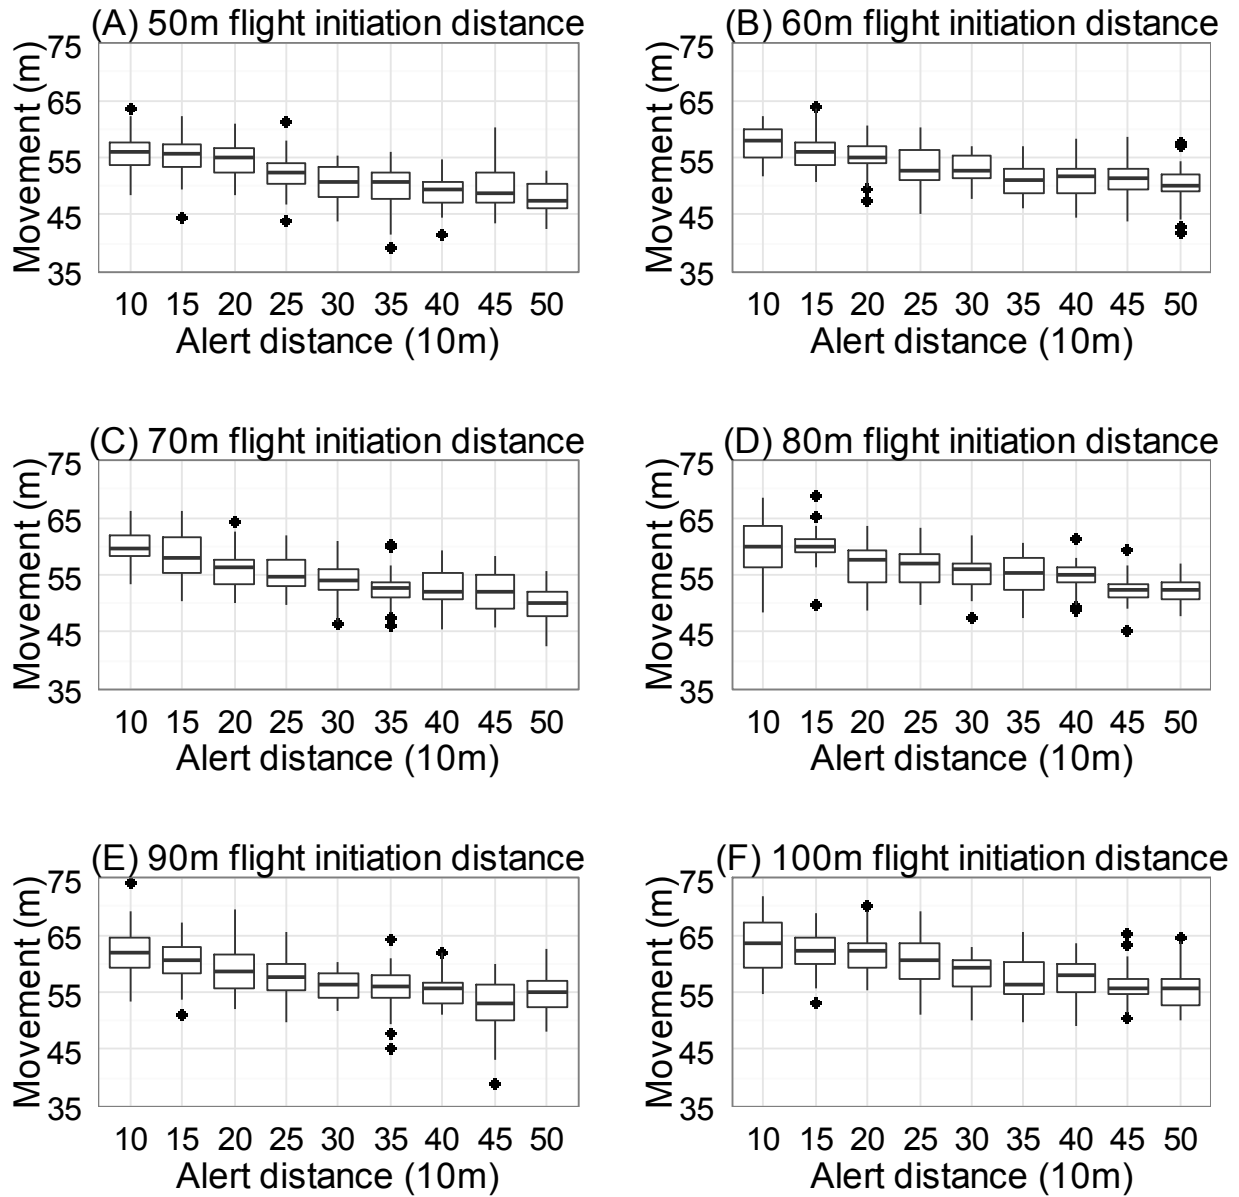 (A) 50m flight initiation distance
Movement (m)
75
65
55
45
35
10 15 20 25 30 35 40 45 50
Alert distance (10m)
(B) 60m flight initiation distance
Movement (m)
75
65
55
45
35
10 15 20 25 30 35 40 45 50
Alert distance (10m)
(C) 70m flight initiation distance
Movement (m)
75
65
55
45
35
10 15 20 25 30 35 40 45 50
Alert distance (10m)
(D) 80m flight initiation distance
Movement (m)
75
65
55
45
35
10 15 20 25 30 35 40 45 50
Alert distance (10m)
(E) 90m flight initiation distance
Movement (m)
75
65
55
45
35
10 15 20 25 30 35 40 45 50
Alert distance (10m)
(F) 100m flight initiation distance
Movement (m)
75
65
55
45
35
10 15 20 25 30 35 40 45 50
Alert distance (10m)